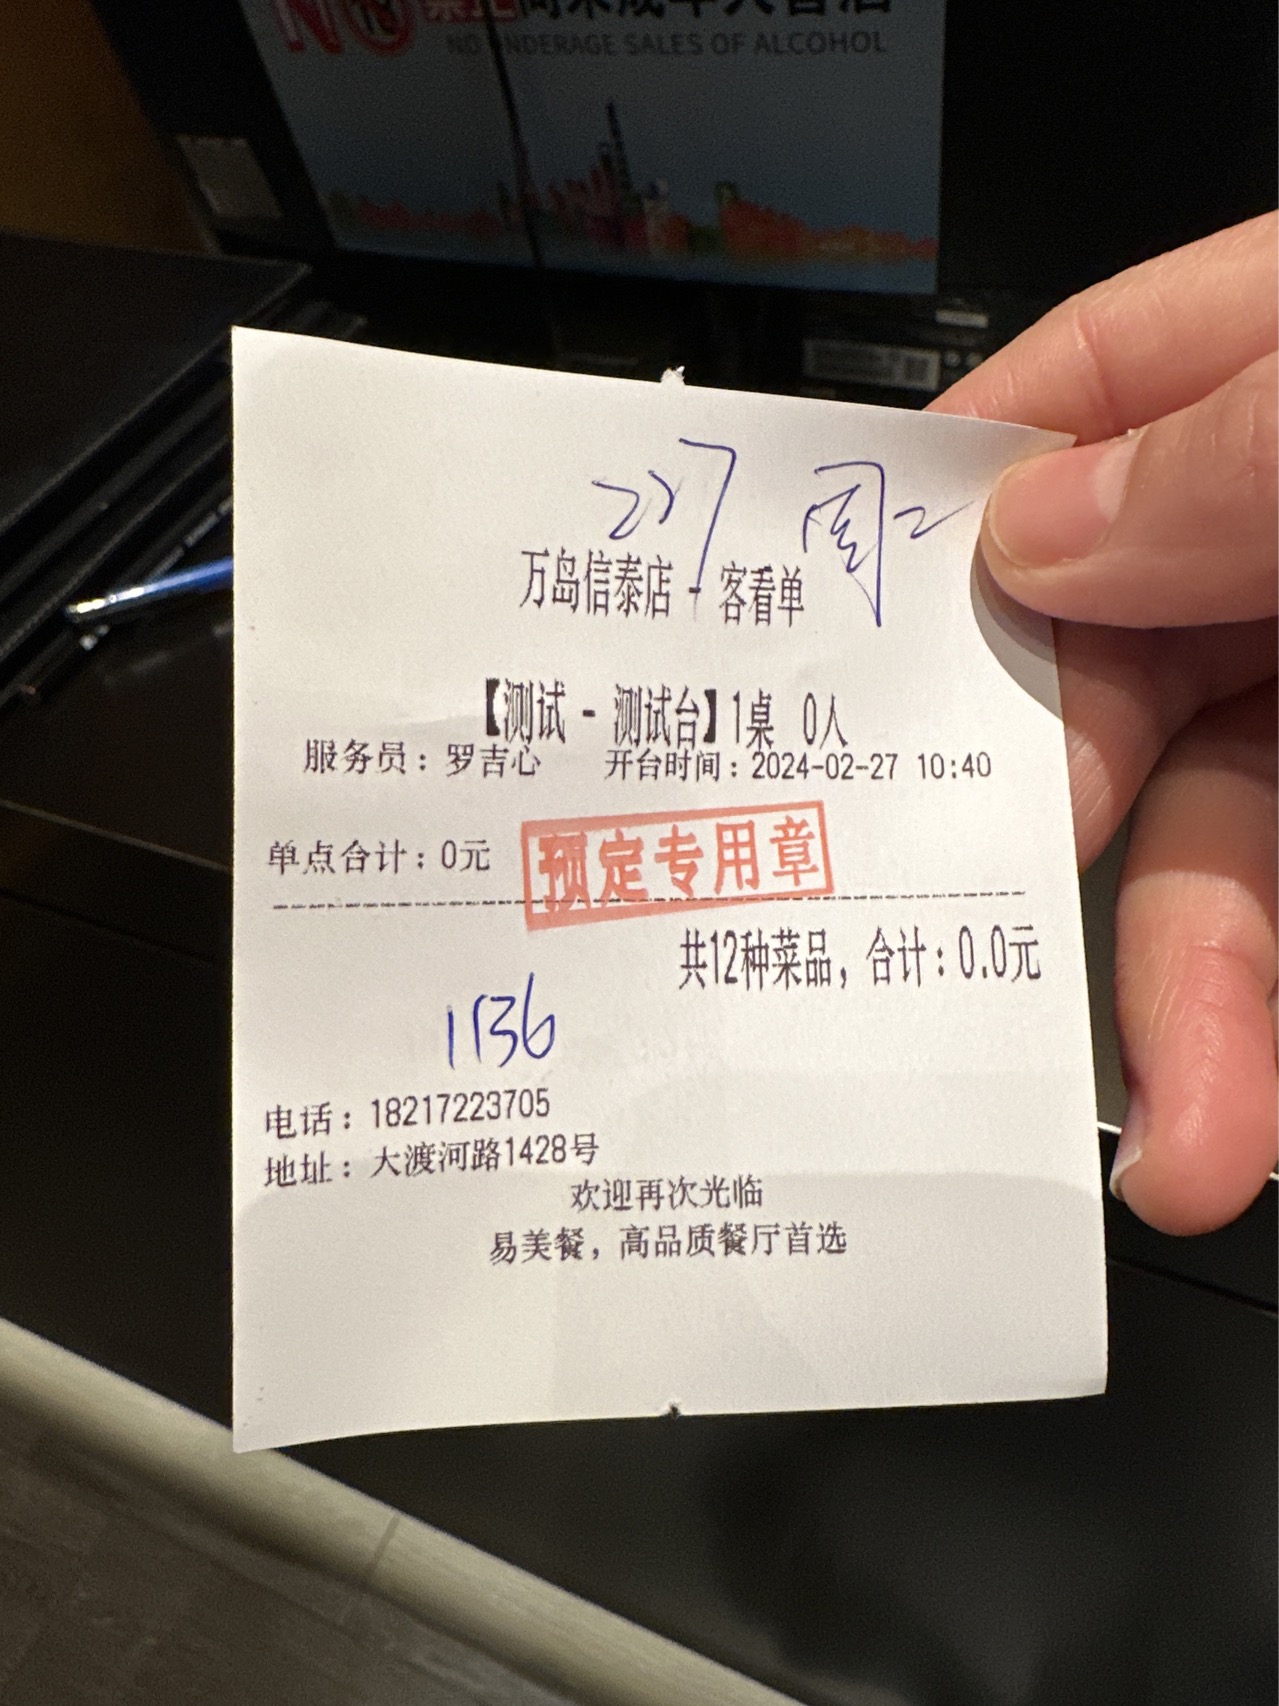 NO UNDERAGE SALES OF ALCOHOL
227 周二
万岛信泰店 - 客看单
【测试 - 测试台】1桌 0人
服务员：罗吉心 开台时间：2024-02-27 10:40
单点合计：0元
预定专用章
共12种菜品，合计：0.0元
1136
电话：18217223705
地址：大渡河路1428号
欢迎再次光临
易美餐，高品质餐厅首选